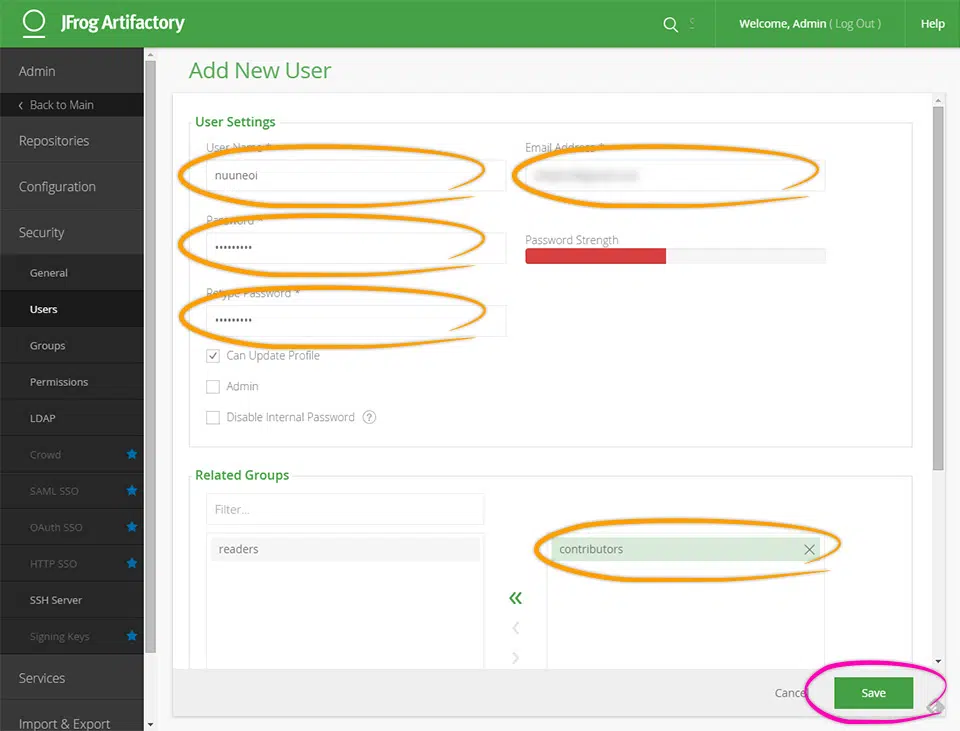 JFrog Artifactory
Welcome, Admin ( Log Out )
Help
Admin
Back to Main
Repositories
Configuration
Security
General
Users
Groups
Permissions
LDAP
Crowd
SAML SSO
OAuth SSO
HTTP SSO
SSH Server
Signing Keys
Services
Import & Export
Add New User
User Settings
User Name *
nuuneoi
Email Address *
Password *
•••••••••
Password Strength
Retype Password *
•••••••••
Can Update Profile
Admin
Disable Internal Password ?
Related Groups
Filter...
readers
contributors
Cancel
Save